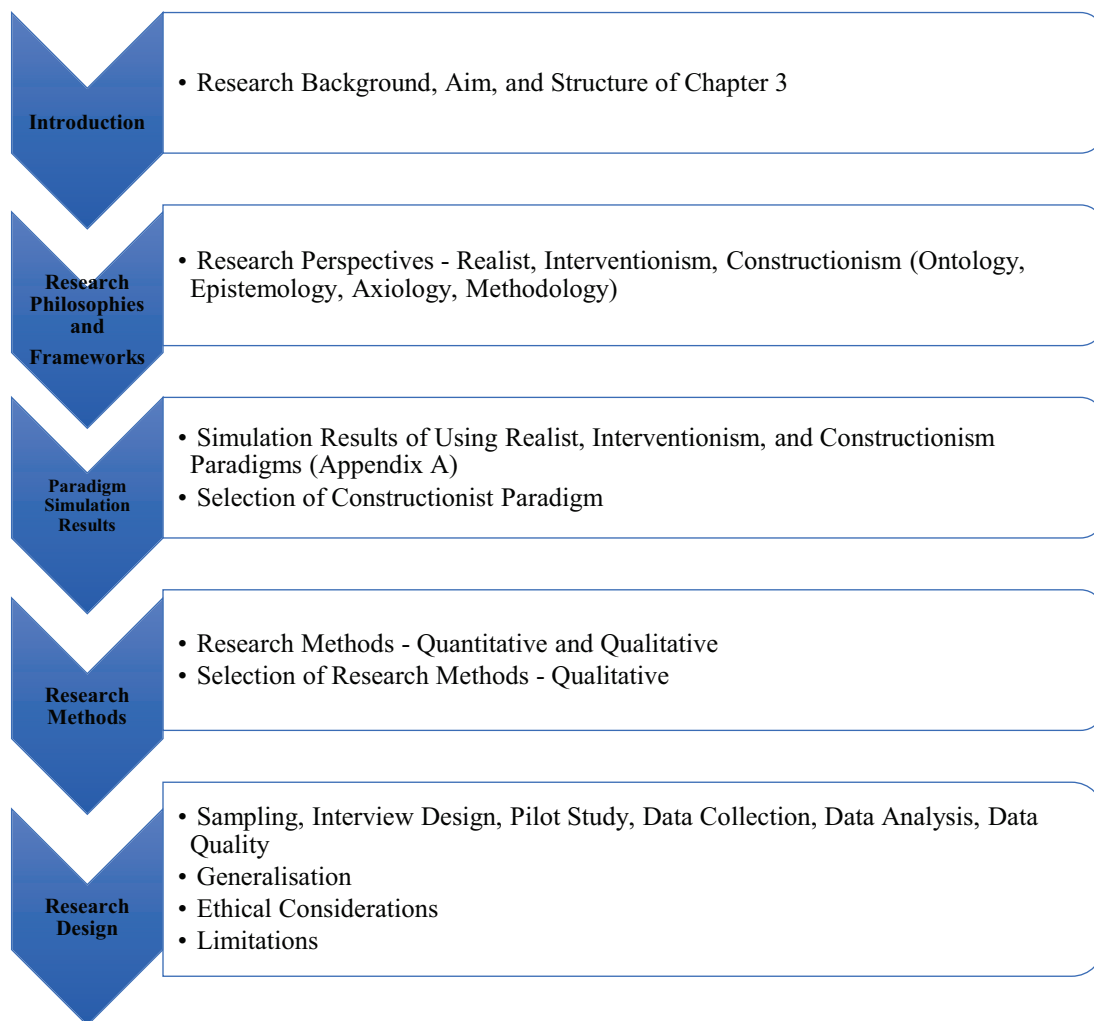 Introduction
• Research Background, Aim, and Structure of Chapter 3
Research
Philosophies
and
Frameworks
• Research Perspectives - Realist, Interventionism, Constructionism (Ontology,
Epistemology, Axiology, Methodology)
Paradigm
Simulation
Results
• Simulation Results of Using Realist, Interventionism, and Constructionism
Paradigms (Appendix A)
• Selection of Constructionist Paradigm
Research
Methods
• Research Methods - Quantitative and Qualitative
• Selection of Research Methods - Qualitative
Research
Design
• Sampling, Interview Design, Pilot Study, Data Collection, Data Analysis, Data
Quality
• Generalisation
• Ethical Considerations
• Limitations